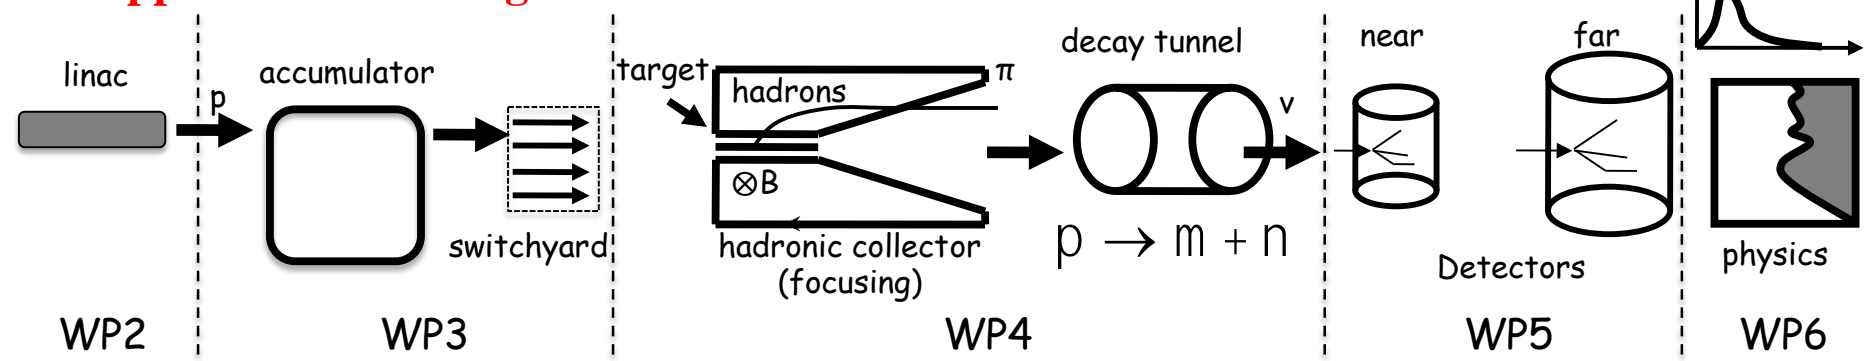 linac
p
accumulator
switchyard
target
hadrons
π
⊗B
hadronic collector
(focusing)
decay tunnel
p → m + n
ν
near
far
Detectors
physics
WP2
WP3
WP4
WP5
WP6